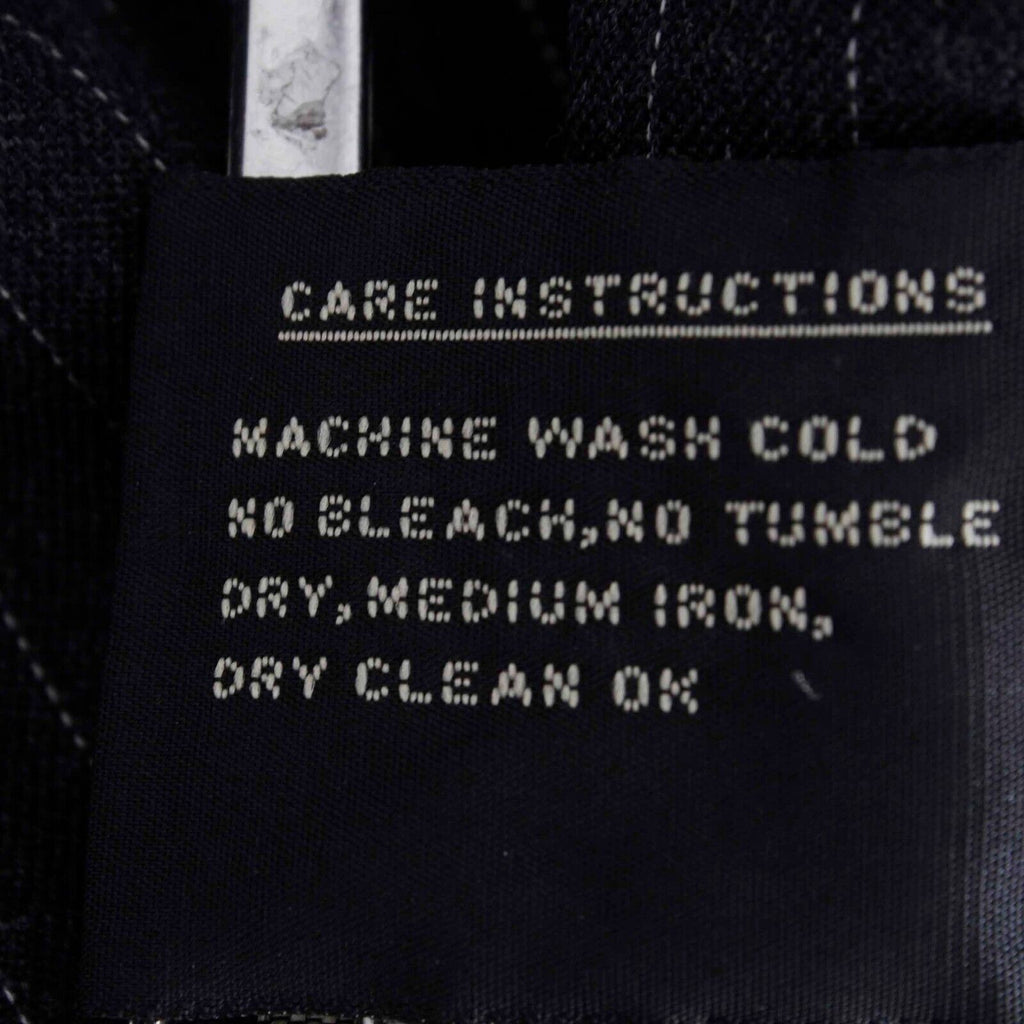 CARE INSTRUCTIONS
MACHINE WASH COLD
NO BLEACH,NO TUMBLE
DRY,MEDIUM IRON,
DRY CLEAN OK